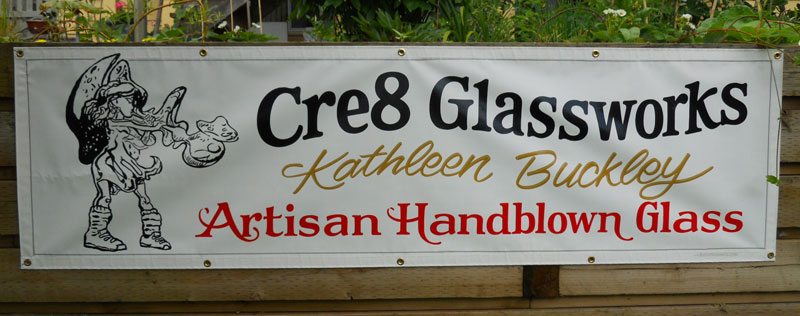 Cre8 Glassworks
Kathleen Buckley
Artisan Handblown Glass